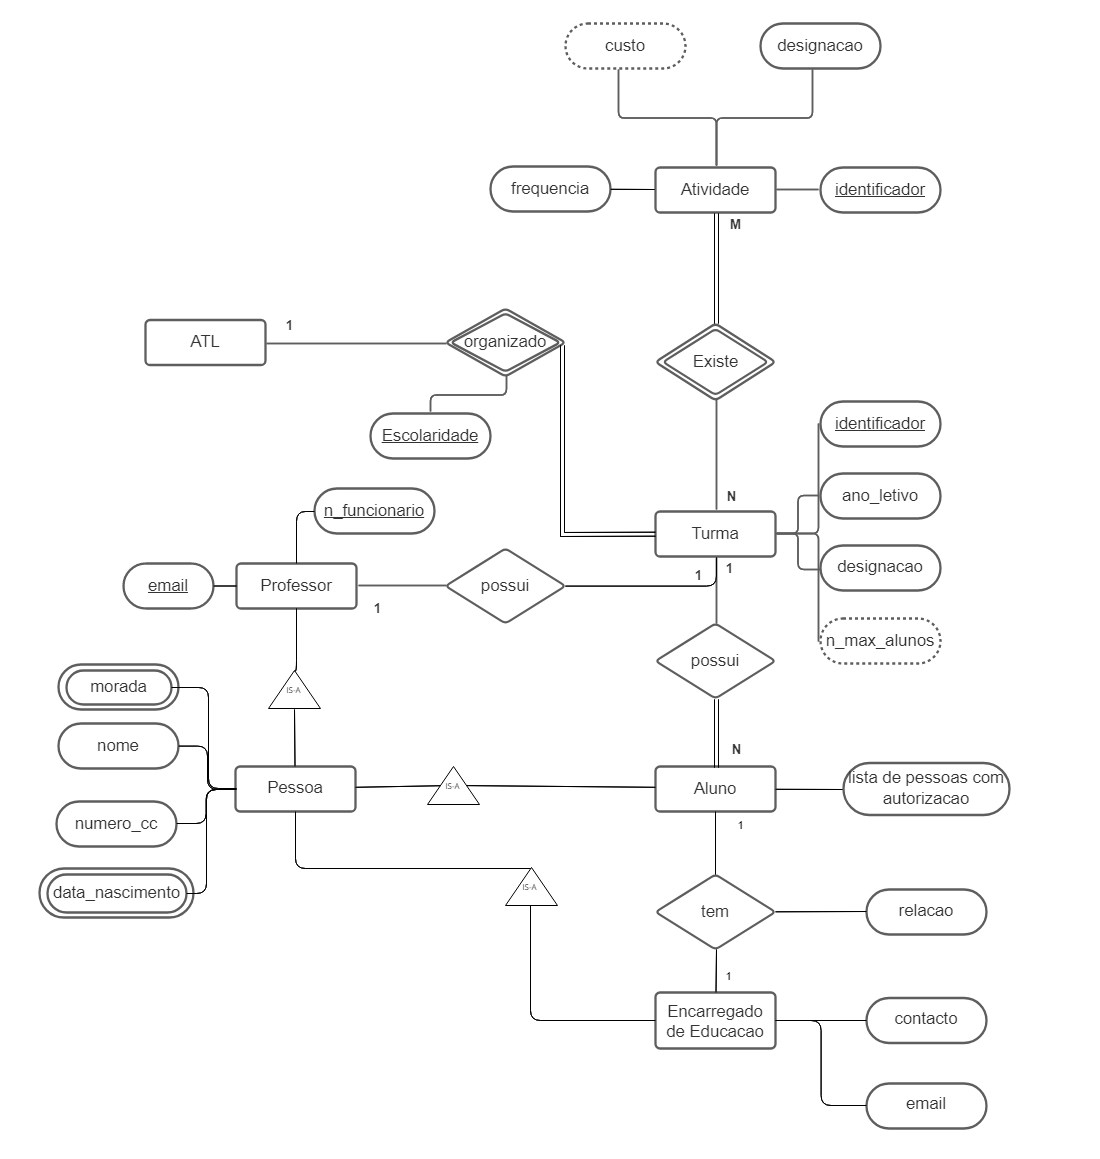 custo
designacao
frequencia
Atividade
identificador
M
ATL
1
organizado
Existe
Escolaridade
identificador
ano_letivo
N
n_funcionario
Turma
designacao
1
1
email
Professor
possui
1
n_max_alunos
possui
morada
IS-A
nome
N
Pessoa
IS-A
Aluno
lista de pessoas com
autorizacao
numero_cc
1
data_nascimento
IS-A
tem
relacao
1
Encarregado
de Educacao
contacto
email